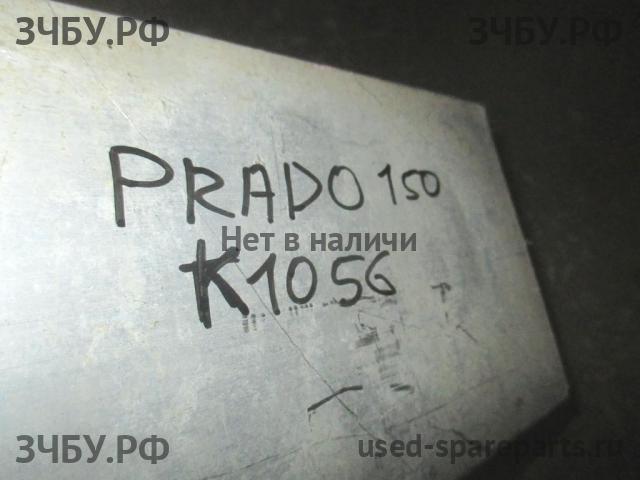 ЗЧБУ.РФ ЗЧБУ.РФ
PRADO 150
Нет в наличи
K1056
ЗЧБУ.РФ used-spareparts.ru